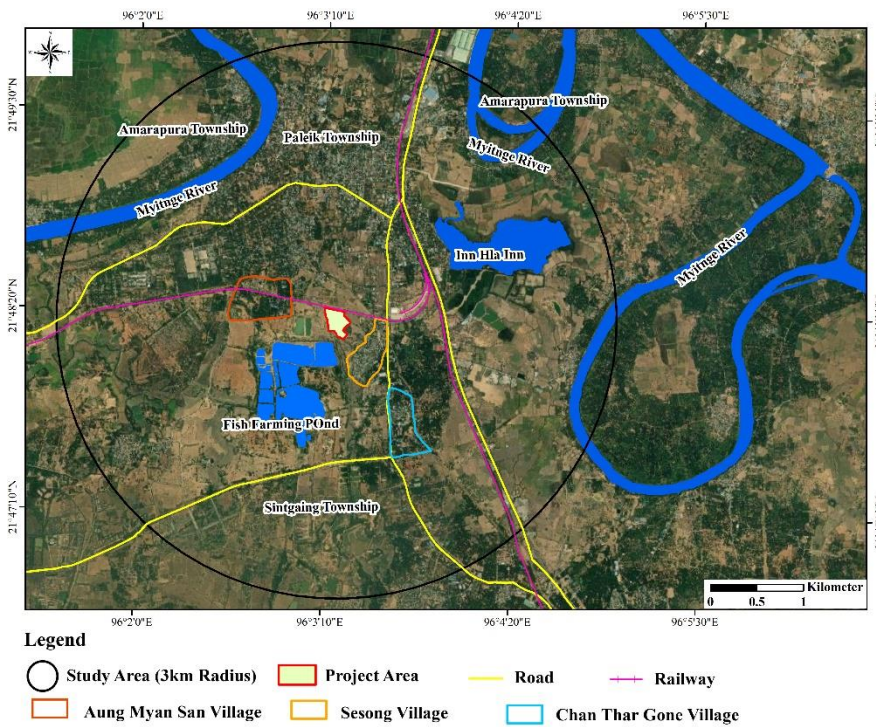 96°2'0"E 96°3'10"E 96°4'20"E 96°5'30"E
21°49'30"N
Amarapura Township
Paleik Township
Amarapura Township
Myitnge River
Myitnge River
Inn Hla Inn
Myitnge River
21°48'20"N
Fish Farming POnd
21°47'10"N
Sintgaing Township
Kilometer
0 0.5 1
96°2'0"E 96°3'10"E 96°4'20"E 96°5'30"E
Legend
Study Area (3km Radius) Project Area Road Railway
Aung Myan San Village Sesong Village Chan Thar Gone Village